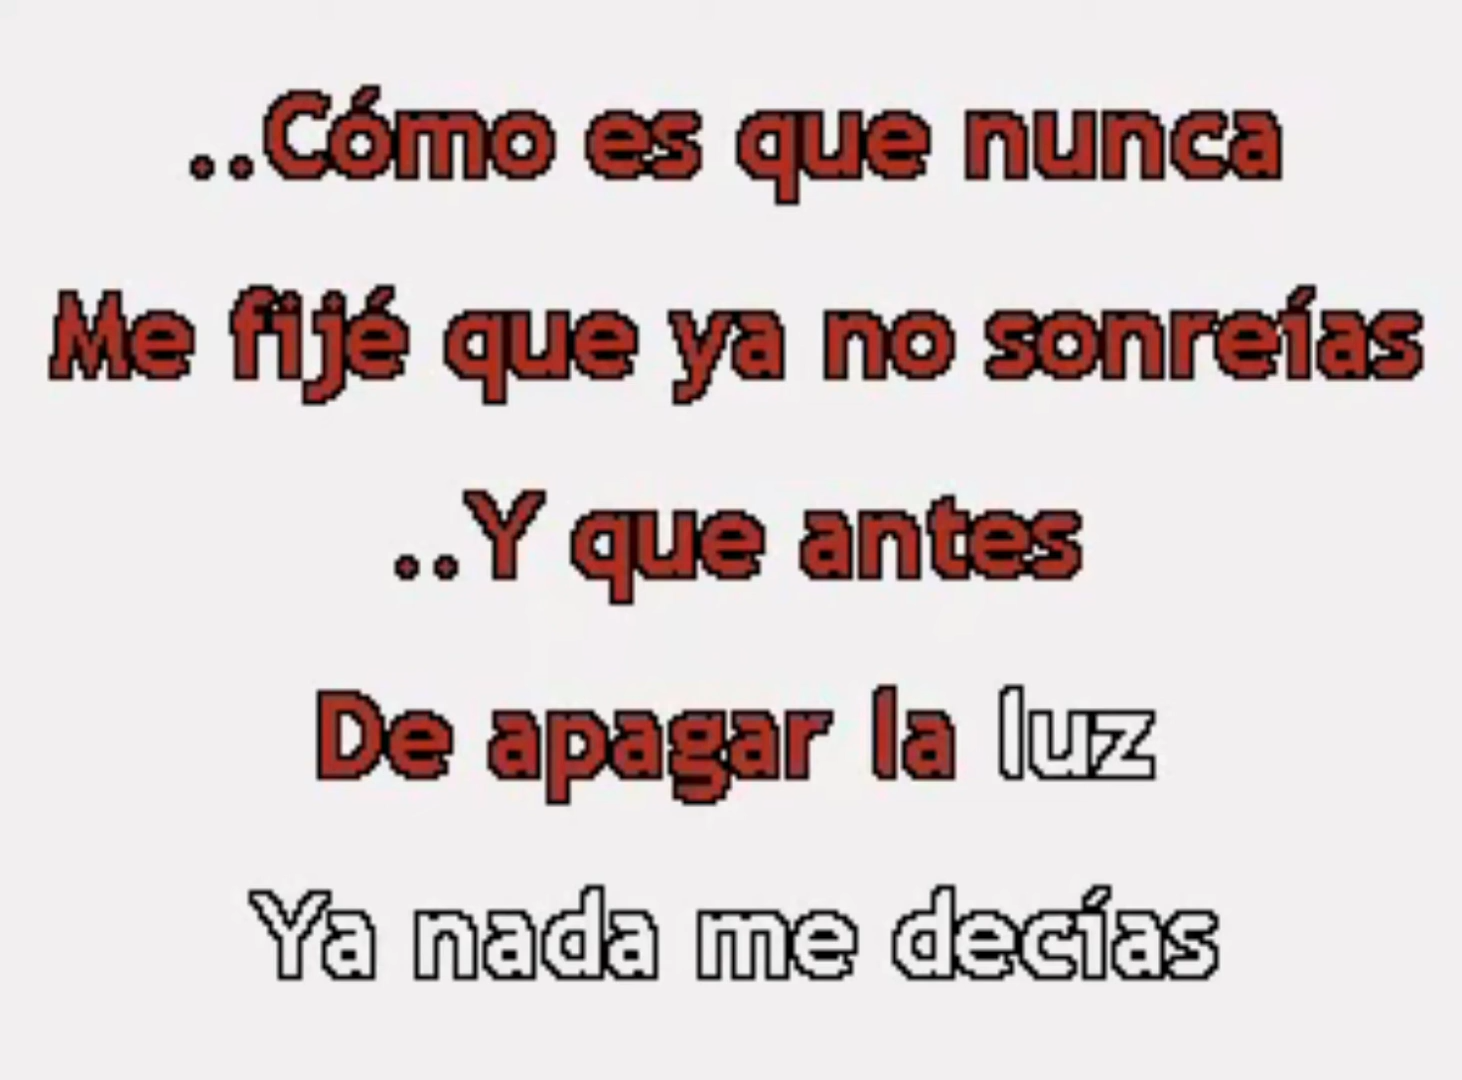 ..Cómo es que nunca
Me fijé que ya no sonreías
..Y que antes
De apagar la luz
Ya nada me decías